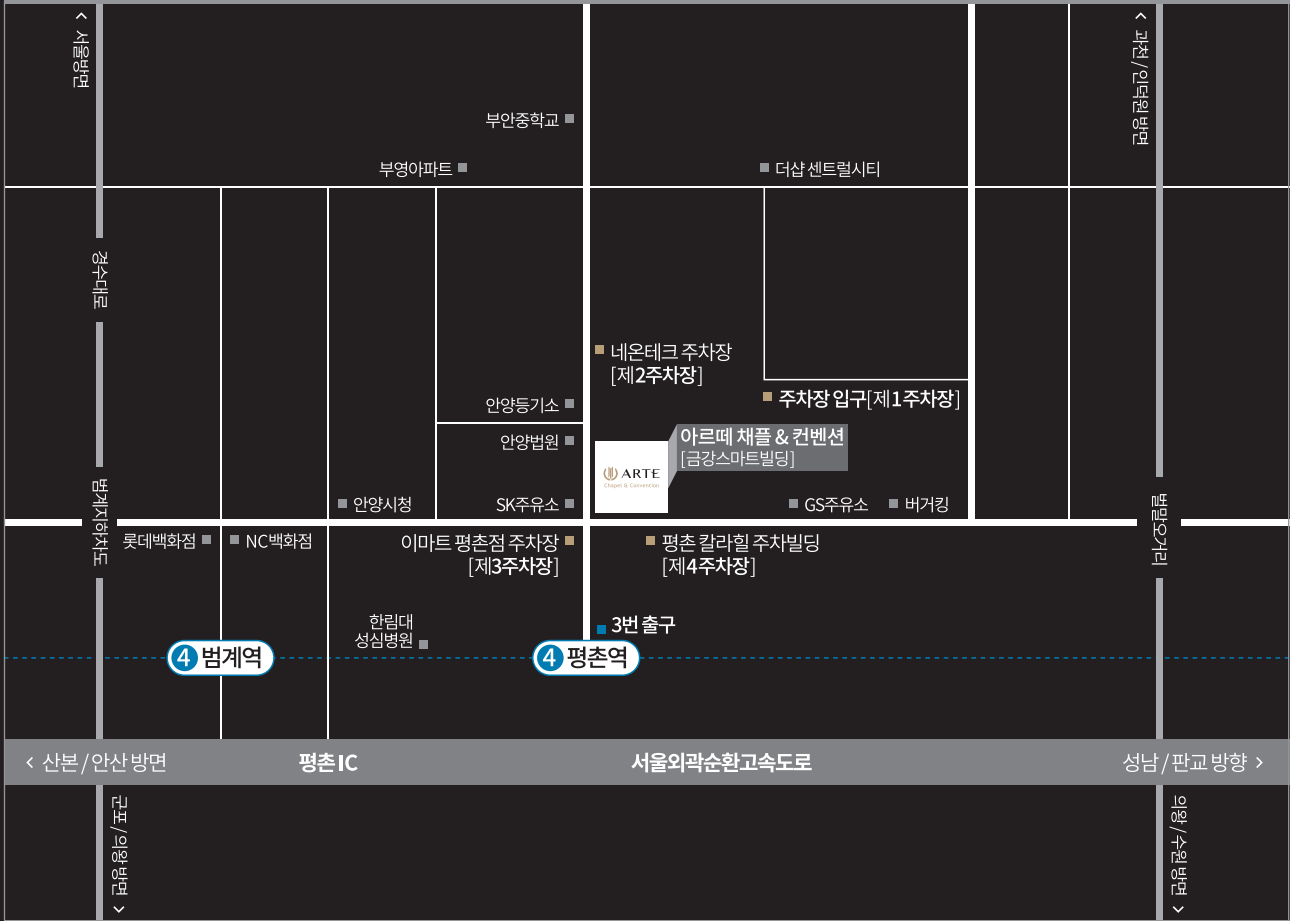 < 서울방면
< 과천 / 인덕원 방면
부안중학교
부영아파트
더샵 센트럴시티
경수대로
네온테크 주차장
[제2주차장]
주차장 입구[제1주차장]
안양등기소
안양법원
아르떼 채플 & 컨벤션
[금강스마트빌딩]
ARTE
Chapel & Convention
범계지하차도
안양시청
SK주유소
GS주유소
버거킹
벌말오거리
롯데백화점
NC백화점
이마트 평촌점 주차장
[제3주차장]
평촌 칼라힐 주차빌딩
[제4주차장]
한림대
성심병원
3번 출구
4 범계역
4 평촌역
< 산본 / 안산 방면
평촌 IC
서울외곽순환고속도로
성남 / 판교 방향 >
군포 / 의왕 방면 >
의왕 / 수원 방면 >